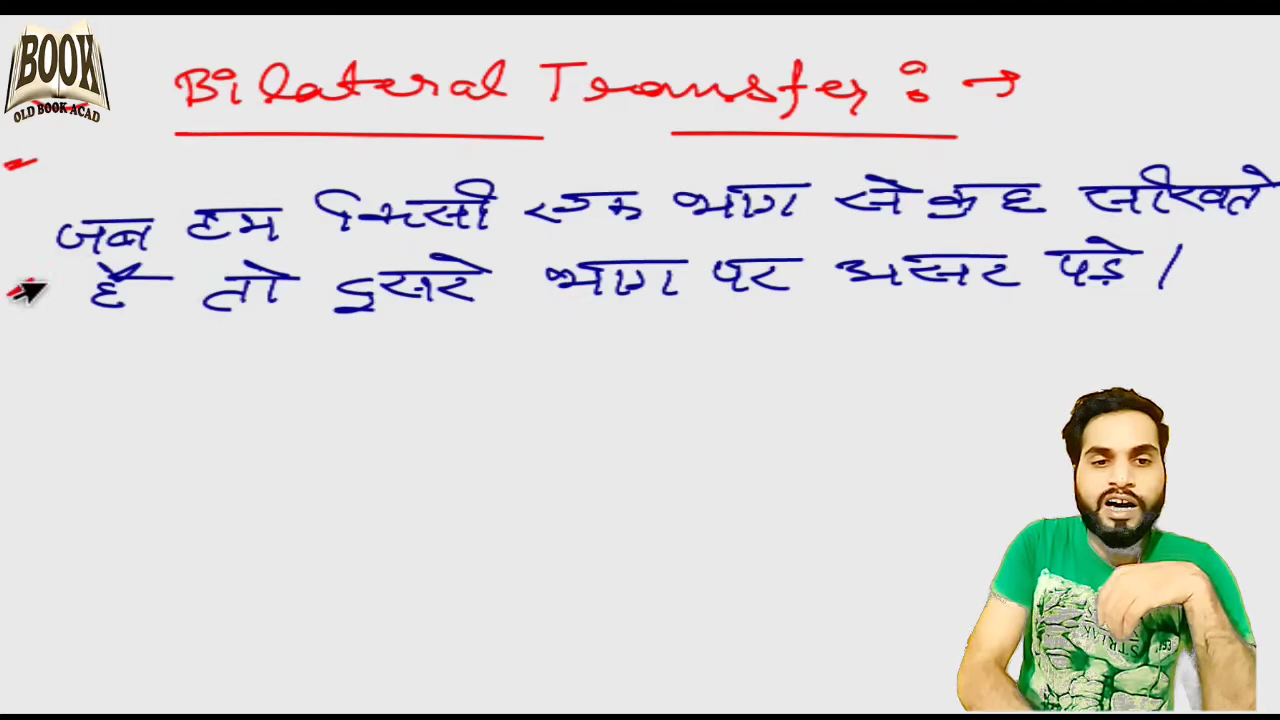 BOOK
OLD BOOK ACAD
Bilateral Transfer : →
जब हम किसी एक भाग से कुछ सीखते
हैं तो दुसरे भाग पर असर पड़े।